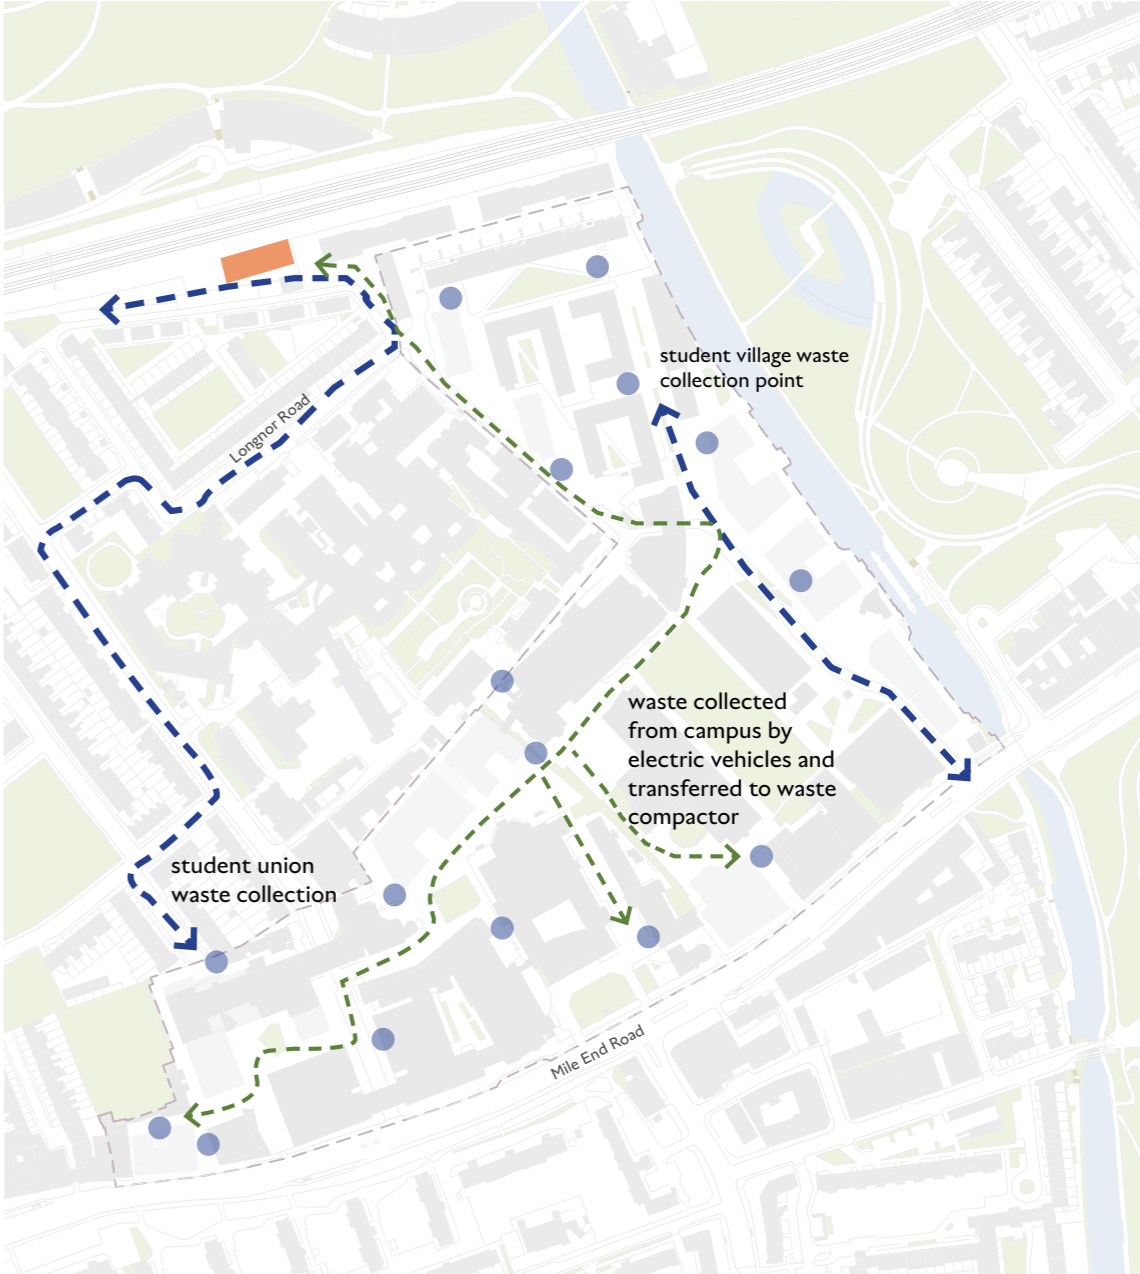 student village waste
collection point
Longnor Road
waste collected
from campus by
electric vehicles and
transferred to waste
compactor
student union
waste collection
Mile End Road